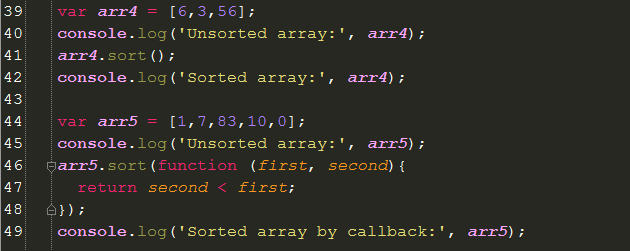 39 var arr4 = [6,3,56];
40 console.log('Unsorted array:', arr4);
41 arr4.sort();
42 console.log('Sorted array:', arr4);
43
44 var arr5 = [1,7,83,10,0];
45 console.log('Unsorted array:', arr5);
46 arr5.sort(function (first, second){
47 return second < first;
48 });
49 console.log('Sorted array by callback:', arr5);